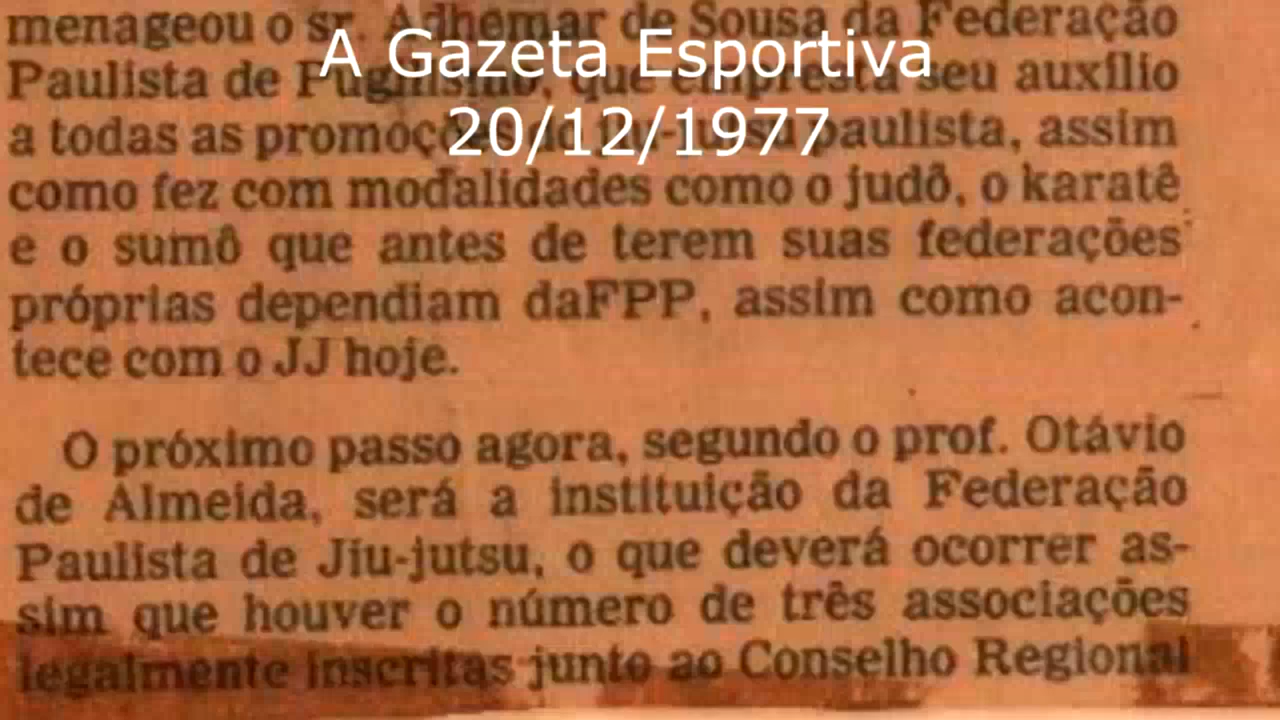 menageou o sr. Adhemar de Sousa da Federação
A Gazeta Esportiva
Paulista de Pugilismo, que empresta seu auxílio
20/12/1977
a todas as promoções do paulista, assim
como fez com modalidades como o judô, o karatê
e o sumô que antes de terem suas federações
próprias dependiam daFPP, assim como acon-
tece com o JJ hoje.
O próximo passo agora, segundo o prof. Otávio
de Almeida, será a instituição da Federação
Paulista de Jiu-jutsu, o que deverá ocorrer as-
sim que houver o número de três associações
legalmente inscritas junto ao Conselho Regional